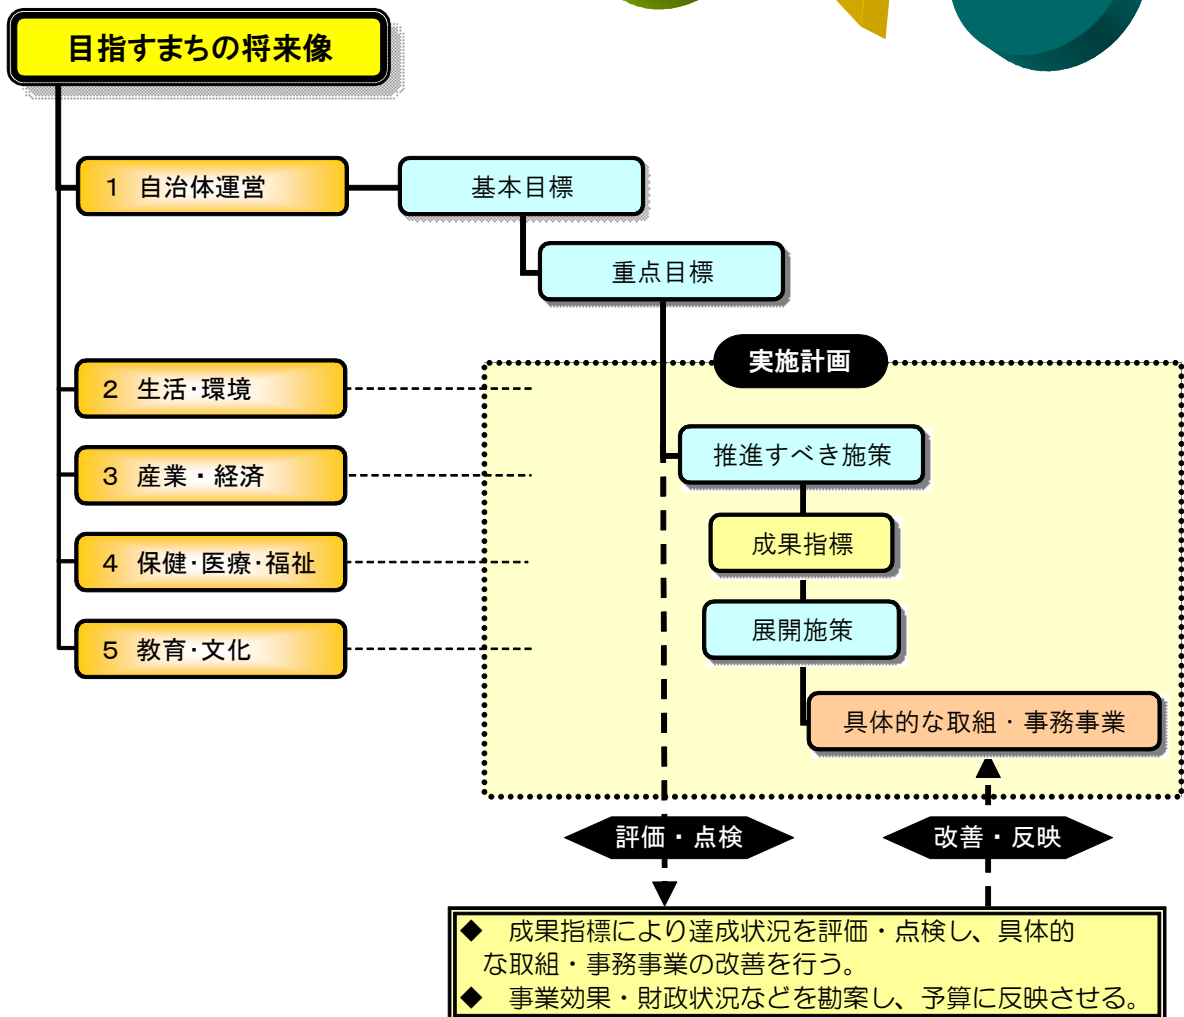 目指すまちの将来像
１ 自治体運営
基本目標
重点目標
実施計画
２ 生活･環境
推進すべき施策
３ 産業・経済
成果指標
４ 保健･医療･福祉
展開施策
５ 教育･文化
具体的な取組・事務事業
評価・点検
改善・反映
◆ 成果指標により達成状況を評価・点検し、具体的
な取組・事務事業の改善を行う。
◆ 事業効果・財政状況などを勘案し、予算に反映させる。